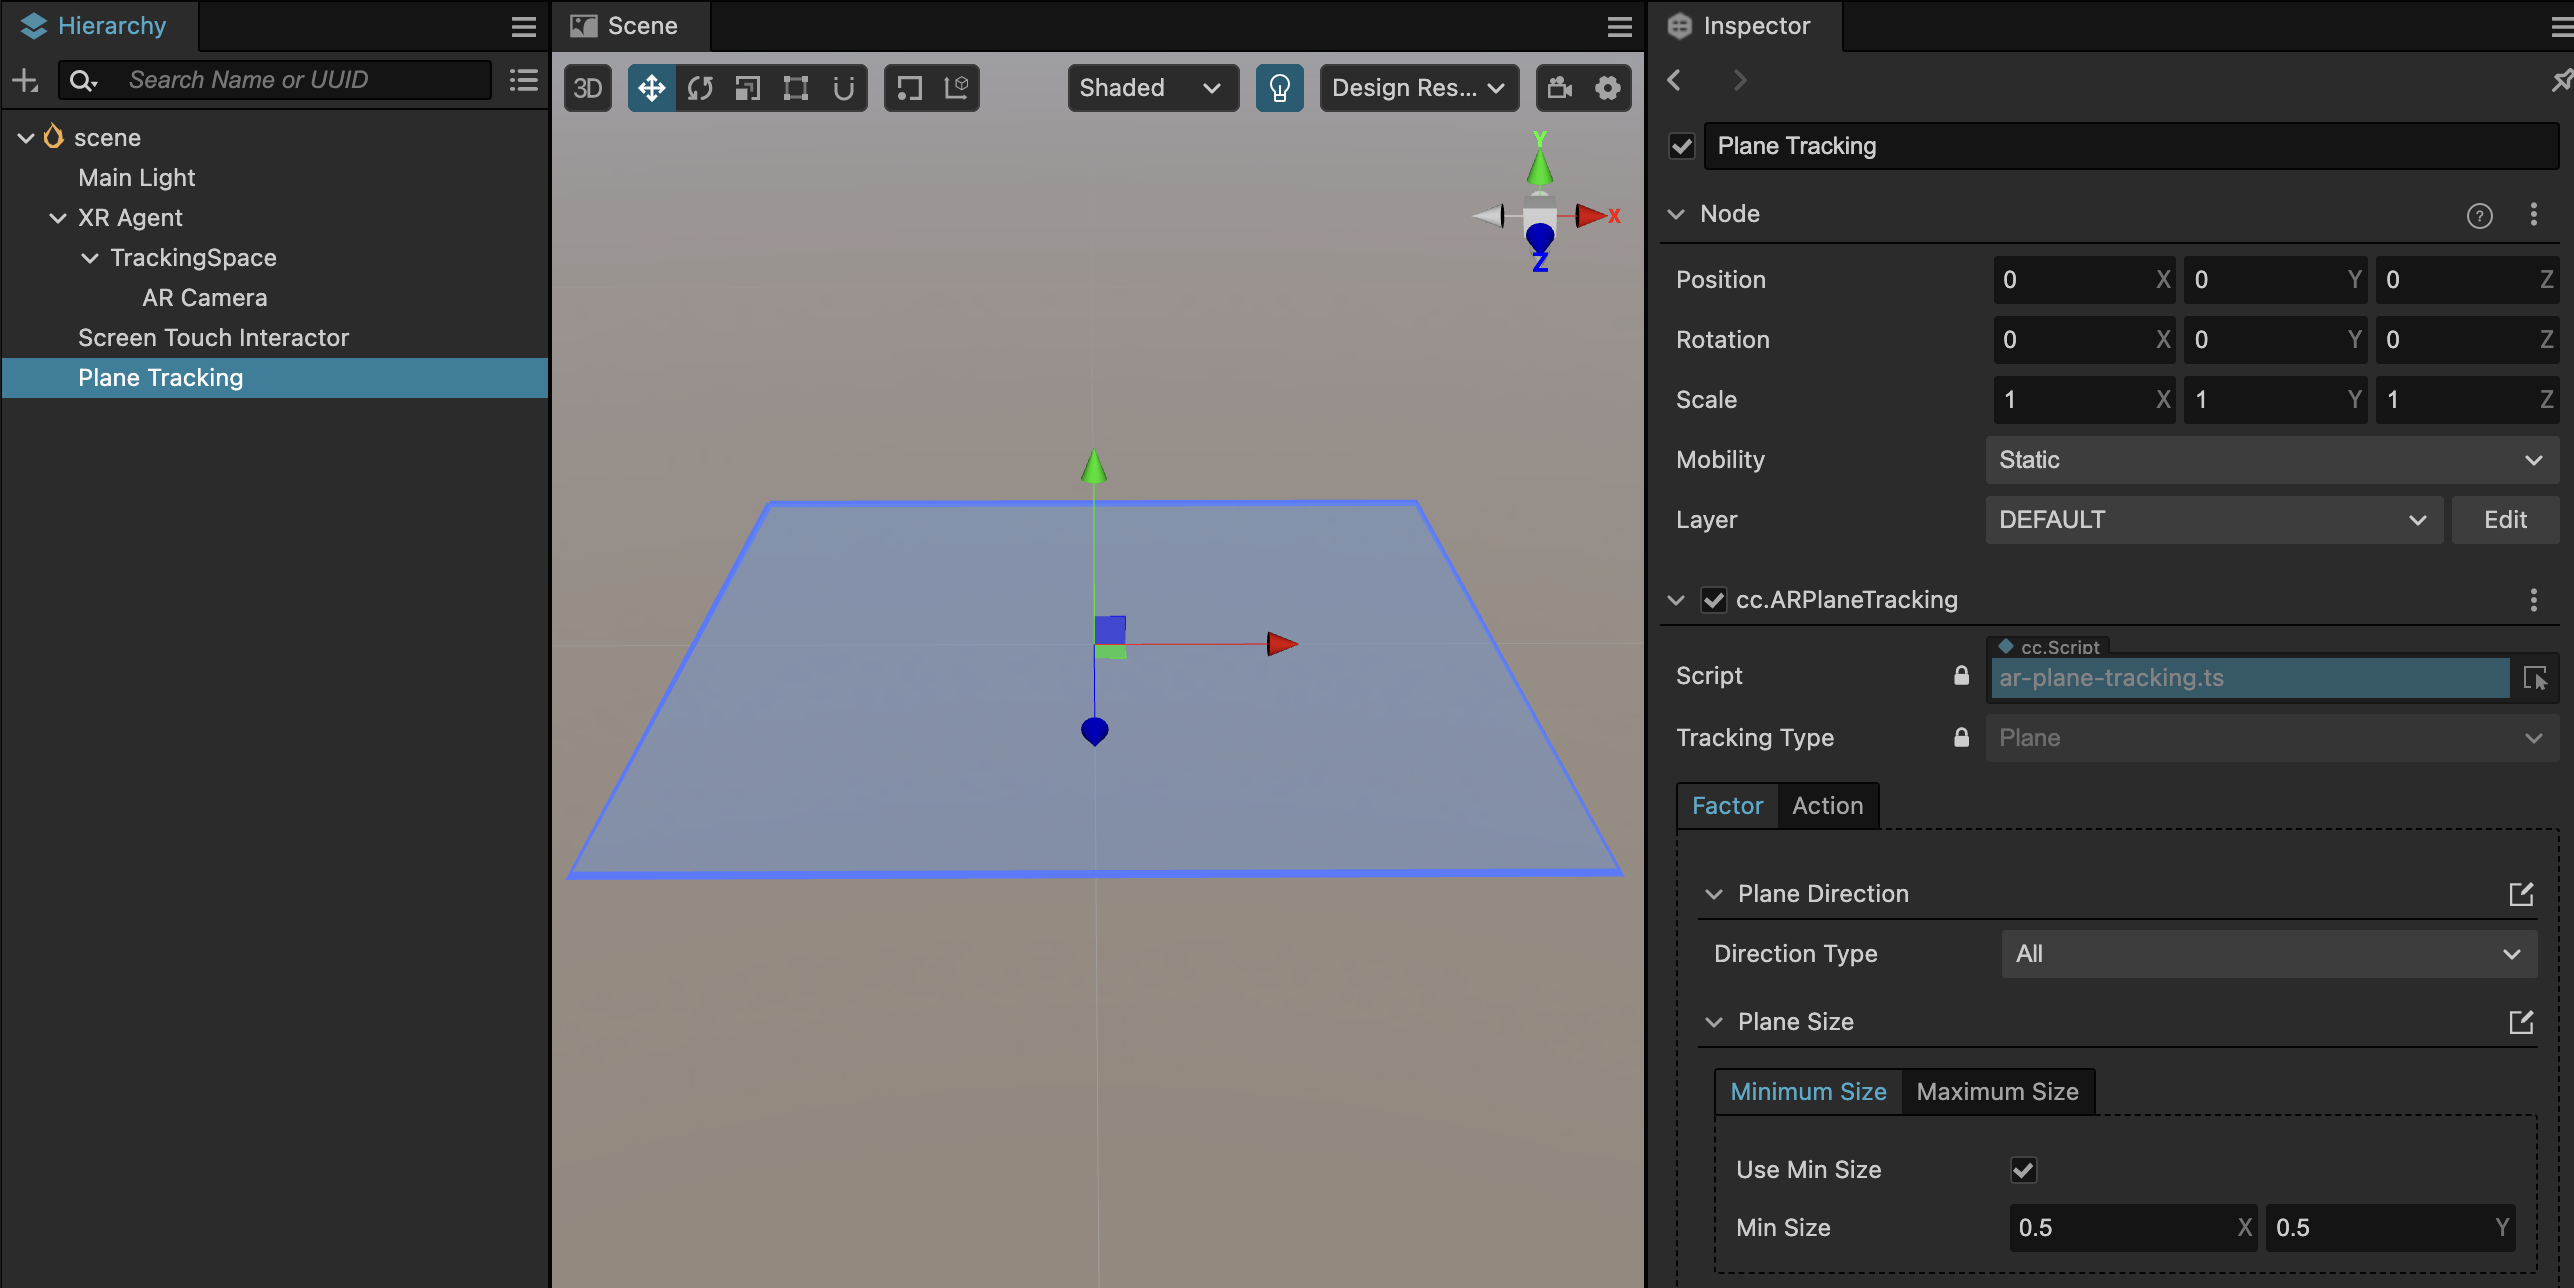 Hierarchy
Search Name or UUID
scene
Main Light
XR Agent
TrackingSpace
AR Camera
Screen Touch Interactor
Plane Tracking
Scene
3D
Shaded
Design Res...
Y
X
Z
Inspector
Plane Tracking
Node
?
Position 0 X 0 Y 0 Z
Rotation 0 X 0 Y 0 Z
Scale 1 X 1 Y 1 Z
Mobility Static
Layer DEFAULT Edit
cc.ARPlaneTracking
cc.Script
Script ar-plane-tracking.ts
Tracking Type Plane
Factor Action
Plane Direction
Direction Type All
Plane Size
Minimum Size Maximum Size
Use Min Size
Min Size 0.5 X 0.5 Y